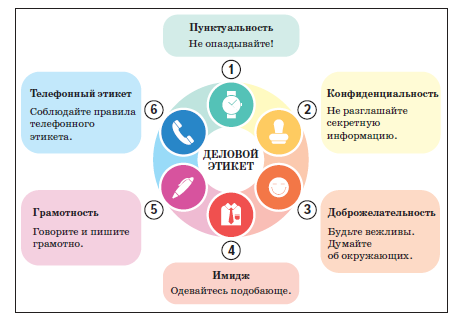 Пунктуальность
Не опаздывайте!
1
Телефонный этикет
Соблюдайте правила
телефонного
этикета.
6
2
Конфиденциальность
Не разглашайте
секретную
информацию.
ДЕЛОВОЙ
ЭТИКЕТ
Грамотность
Говорите и пишите
грамотно.
5
3
Доброжелательность
Будьте вежливы.
Думайте
об окружающих.
4
Имидж
Одевайтесь подобающе.